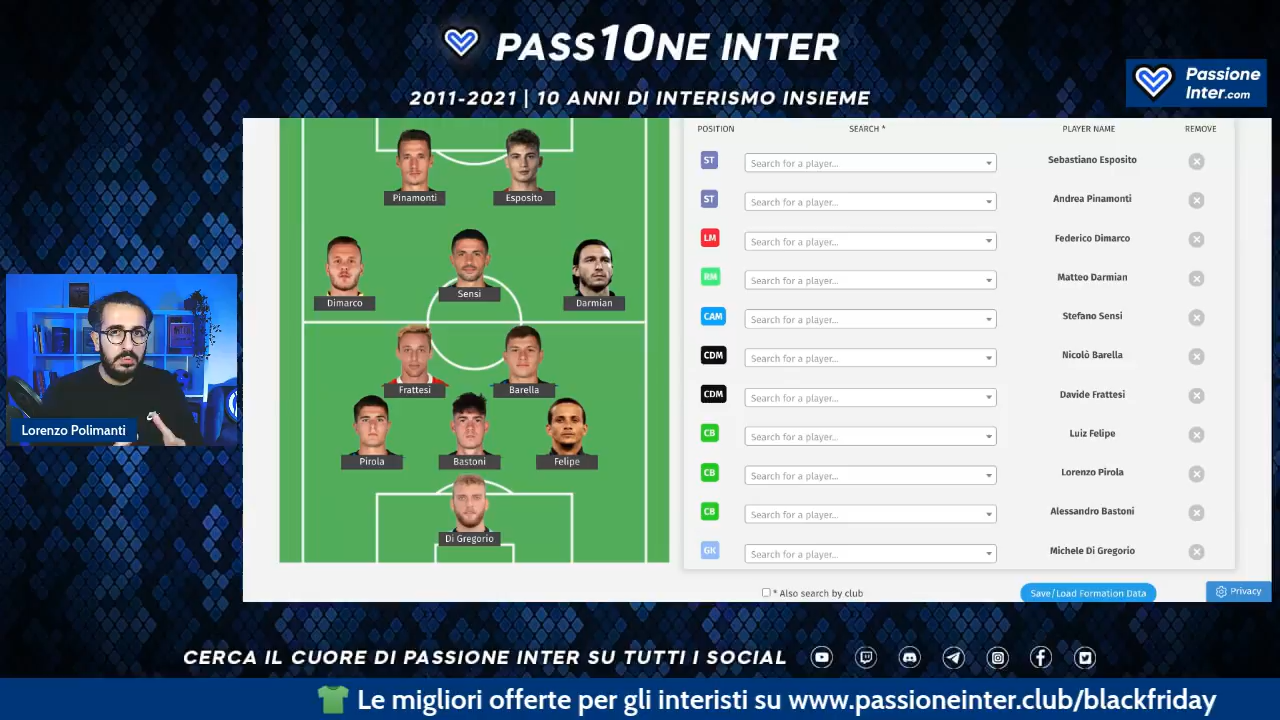 PASS10NE INTER
2011-2021 | 10 ANNI DI INTERISMO INSIEME
Passione
Inter.com
Pinamonti
Esposito
Dimarco
Sensi
Darmian
Frattesi
Barella
Pirola
Bastoni
Felipe
Di Gregorio
POSITION SEARCH * PLAYER NAME REMOVE
ST Search for a player... Sebastiano Esposito
ST Search for a player... Andrea Pinamonti
LM Search for a player... Federico Dimarco
RM Search for a player... Matteo Darmian
CAM Search for a player... Stefano Sensi
CDM Search for a player... Nicolò Barella
CDM Search for a player... Davide Frattesi
CB Search for a player... Luiz Felipe
CB Search for a player... Lorenzo Pirola
CB Search for a player... Alessandro Bastoni
GK Search for a player... Michele Di Gregorio
* Also search by club
Save/Load Formation Data
Privacy
Lorenzo Polimanti
CERCA IL CUORE DI PASSIONE INTER SU TUTTI I SOCIAL
Le migliori offerte per gli interisti su www.passioneinter.club/blackfriday